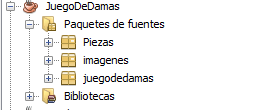 JuegoDeDamas
Paquetes de fuentes
Piezas
imagenes
juegodedamas
Bibliotecas